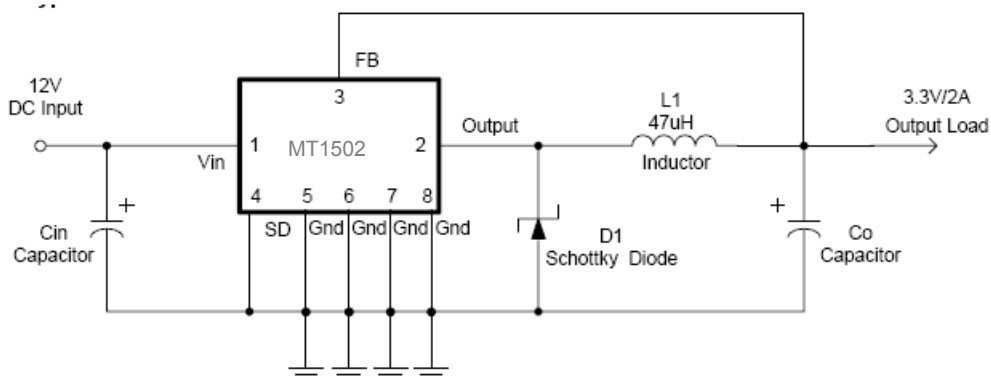 FB
3
12V
DC Input
Vin
1
MT1502
2
Output
L1
47uH
Inductor
3.3V/2A
Output Load
4
5
6
7
8
SD
Gnd
Gnd
Gnd
Gnd
+
Cin
Capacitor
D1
Schottky Diode
+
Co
Capacitor